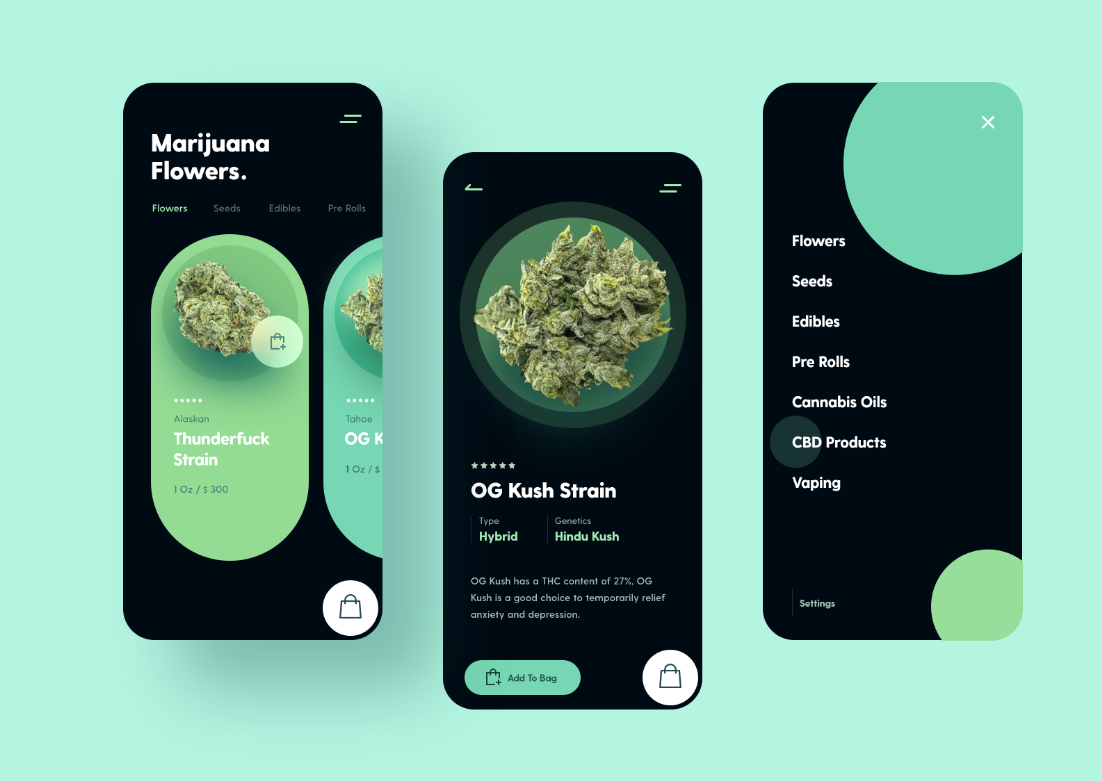 Marijuana
Flowers.
Flowers Seeds Edibles Pre Rolls
Alaskan
Thunderfuck
Strain
1 Oz / $ 300
Tahoe
OG K
1 Oz / $
OG Kush Strain
Type Genetics
Hybrid Hindu Kush
OG Kush has a THC content of 27%, OG
Kush is a good choice to temporarily relief
anxiety and depression.
Add To Bag
Flowers
Seeds
Edibles
Pre Rolls
Cannabis Oils
CBD Products
Vaping
Settings